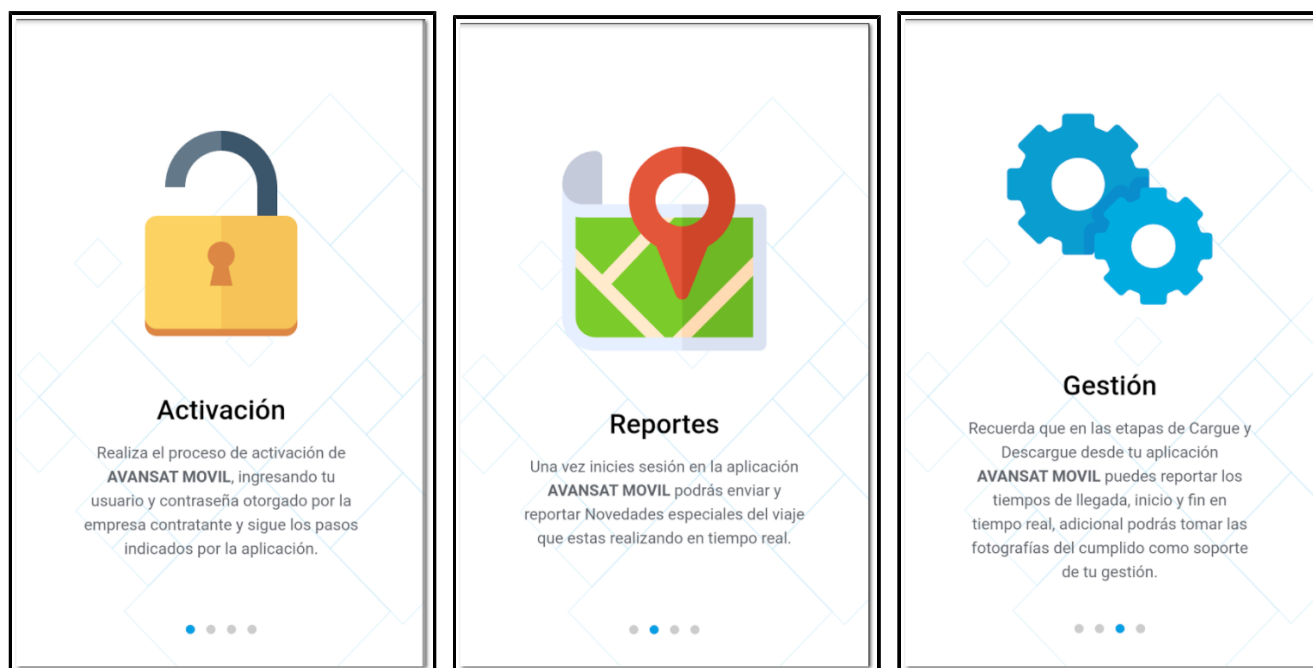 Activación
Realiza el proceso de activación de
AVANSAT MOVIL, ingresando tu
usuario y contraseña otorgado por la
empresa contratante y sigue los pasos
indicados por la aplicación.
Reportes
Una vez inicies sesión en la aplicación
AVANSAT MOVIL podrás enviar y
reportar Novedades especiales del viaje
que estas realizando en tiempo real.
Gestión
Recuerda que en las etapas de Cargue y
Descargue desde tu aplicación
AVANSAT MOVIL puedes reportar los
tiempos de llegada, inicio y fin en
tiempo real, adicional podrás tomar las
fotografías del cumplido como soporte
de tu gestión.